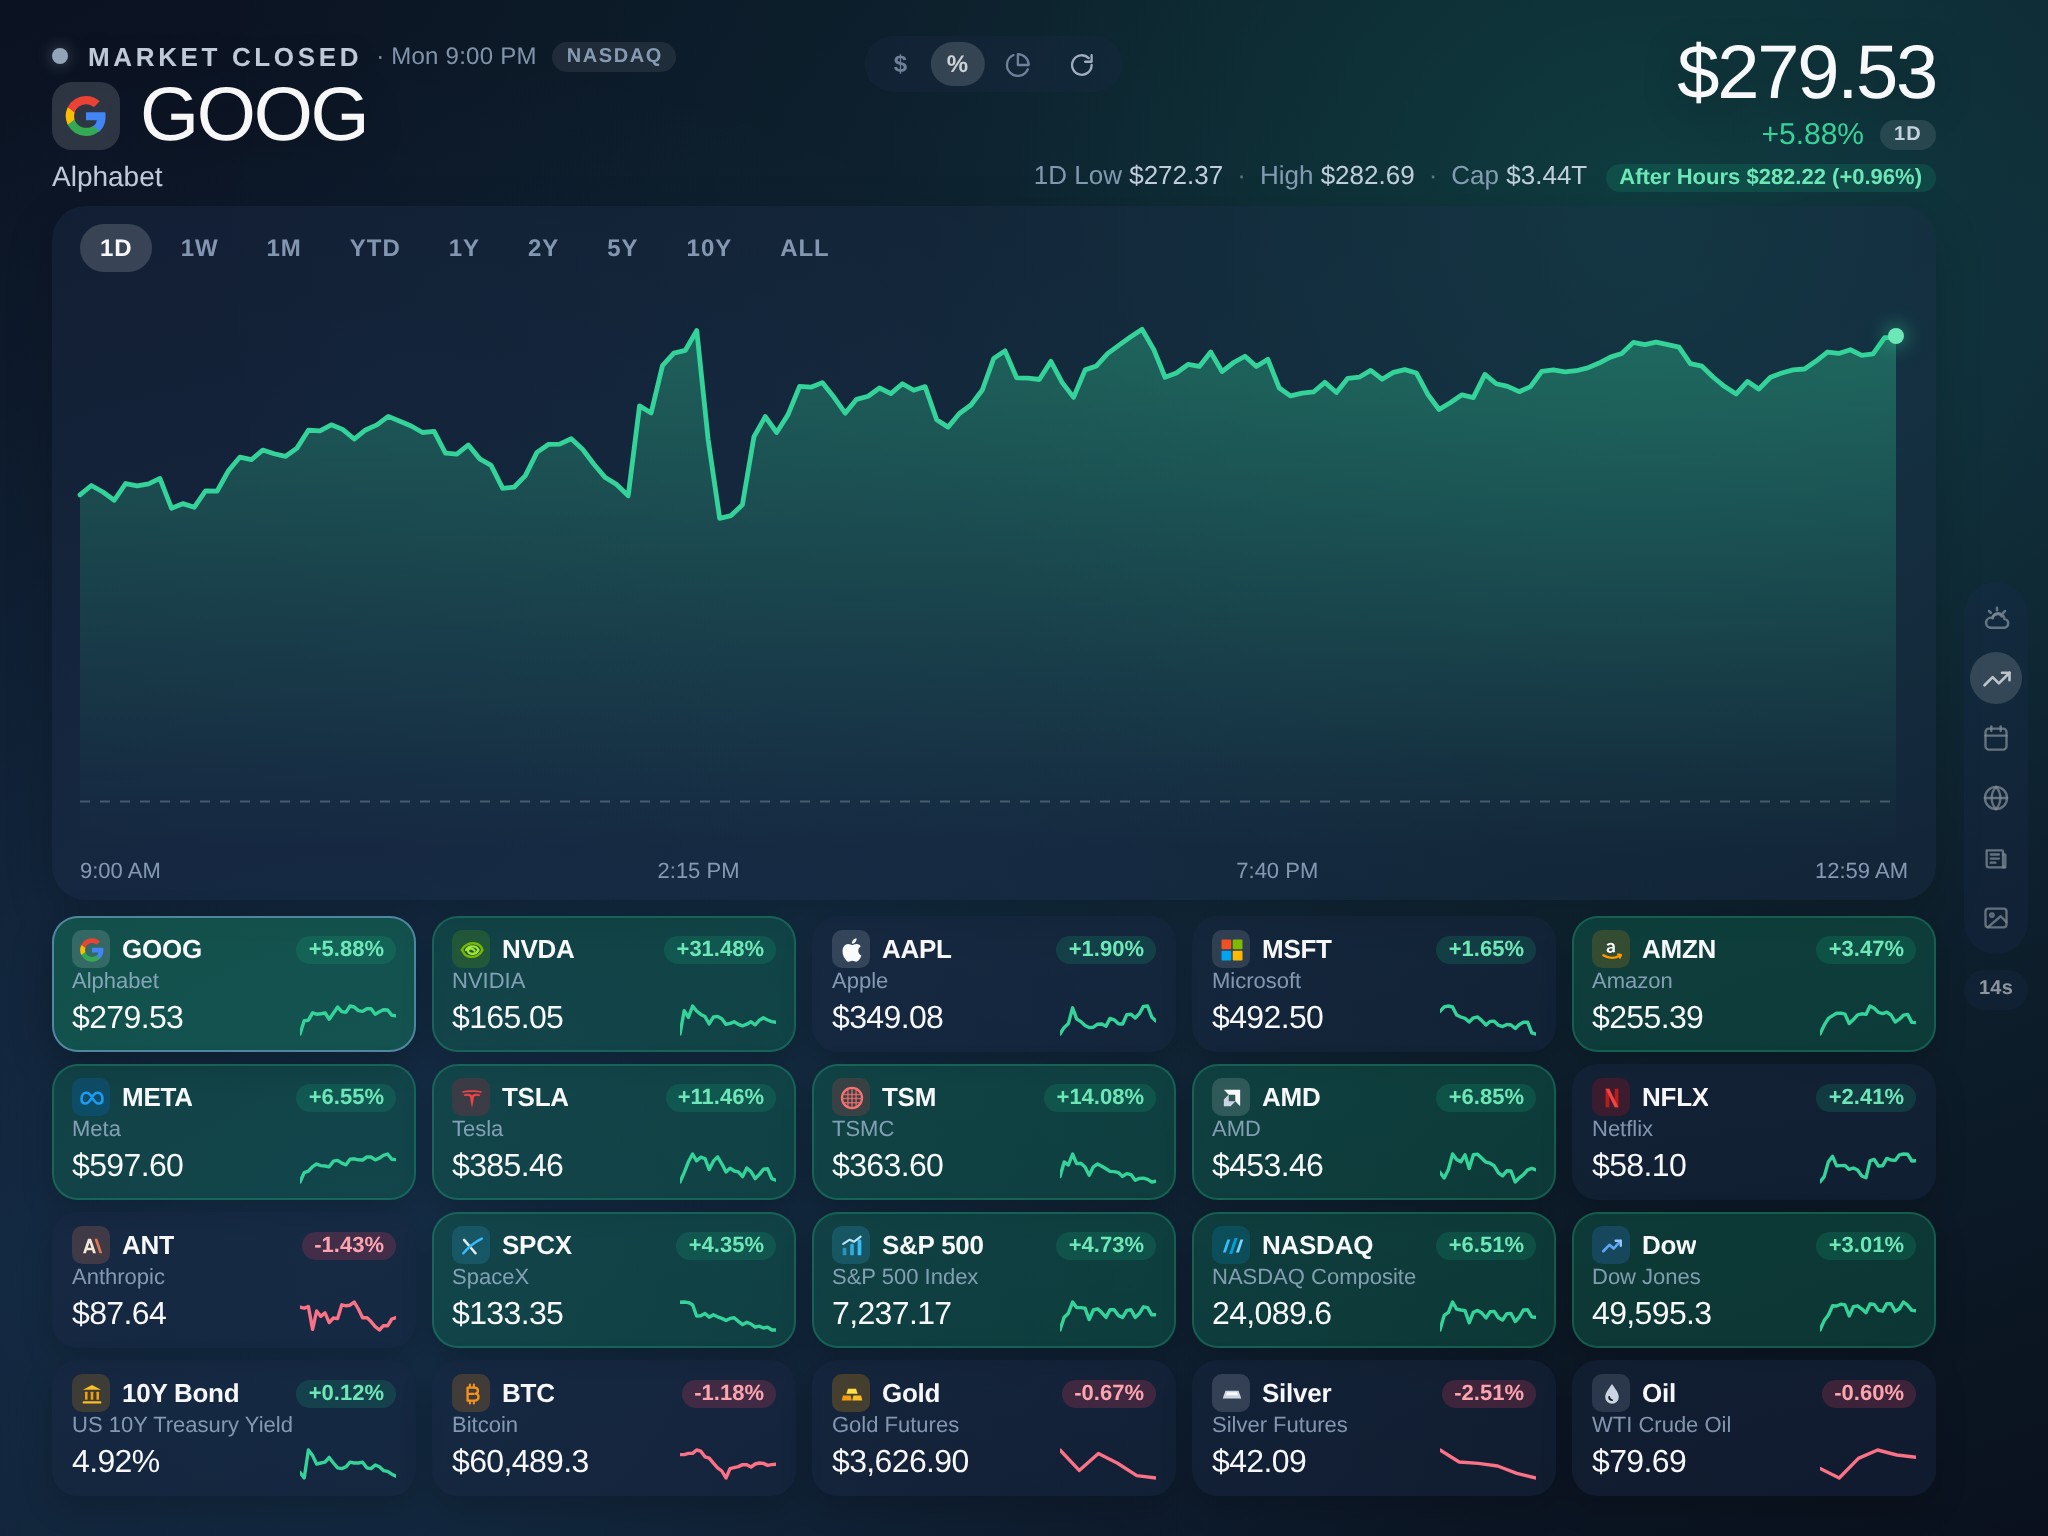 MARKET CLOSED · Mon 9:00 PM NASDAQ
$ %
$279.53
GOOG
+5.88% 1D
Alphabet
1D Low $272.37 · High $282.69 · Cap $3.44T After Hours $282.22 (+0.96%)
1D 1W 1M YTD 1Y 2Y 5Y 10Y ALL
9:00 AM 2:15 PM 7:40 PM 12:59 AM
GOOG +5.88%
Alphabet
$279.53
NVDA +31.48%
NVIDIA
$165.05
AAPL +1.90%
Apple
$349.08
MSFT +1.65%
Microsoft
$492.50
AMZN +3.47%
Amazon
$255.39
14s
META +6.55%
Meta
$597.60
TSLA +11.46%
Tesla
$385.46
TSM +14.08%
TSMC
$363.60
AMD +6.85%
AMD
$453.46
NFLX +2.41%
Netflix
$58.10
ANT -1.43%
Anthropic
$87.64
SPCX +4.35%
SpaceX
$133.35
S&P 500 +4.73%
S&P 500 Index
7,237.17
NASDAQ +6.51%
NASDAQ Composite
24,089.6
Dow +3.01%
Dow Jones
49,595.3
10Y Bond +0.12%
US 10Y Treasury Yield
4.92%
BTC -1.18%
Bitcoin
$60,489.3
Gold -0.67%
Gold Futures
$3,626.90
Silver -2.51%
Silver Futures
$42.09
Oil -0.60%
WTI Crude Oil
$79.69